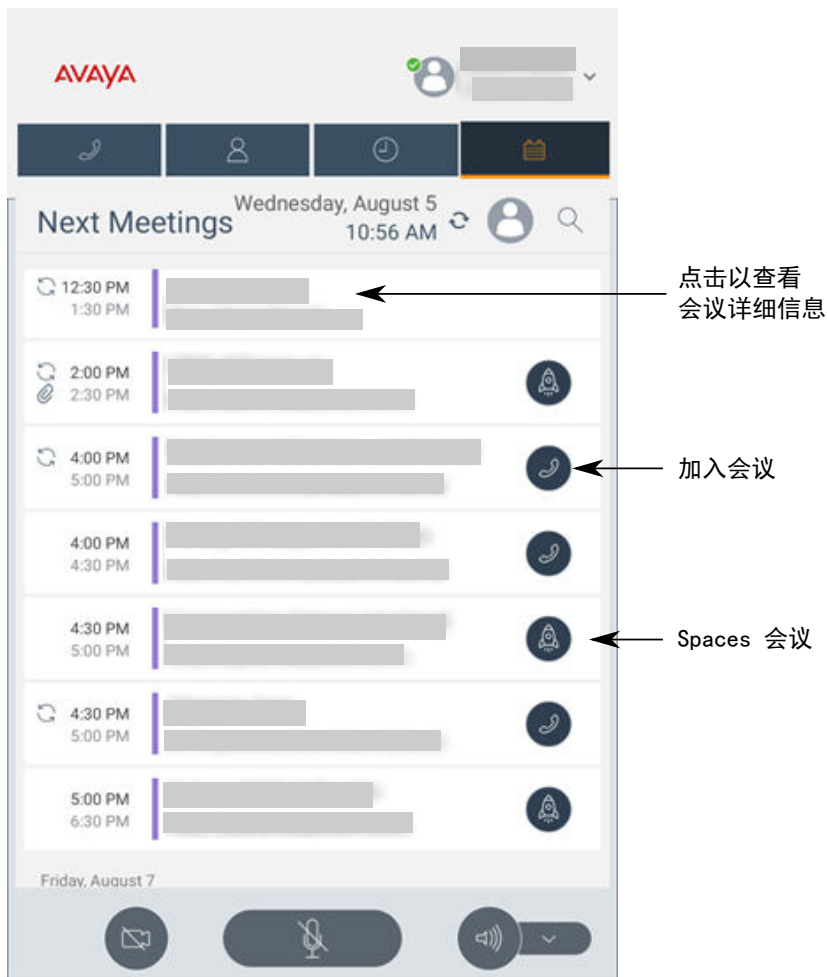 AVAYA
Next Meetings
Wednesday, August 5
10:56 AM
12:30 PM
1:30 PM
点击以查看
会议详细信息
2:00 PM
2:30 PM
4:00 PM
5:00 PM
加入会议
4:00 PM
4:30 PM
4:30 PM
5:00 PM
Spaces 会议
4:30 PM
5:00 PM
5:00 PM
6:30 PM
Friday, August 7